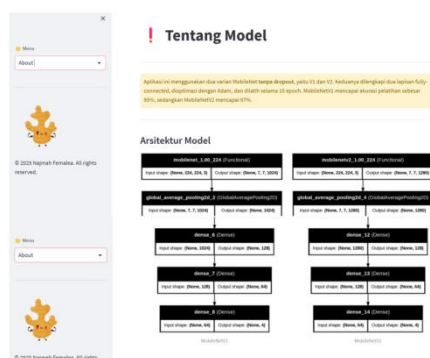 ×
Menu
About
© 2025 Najmah Femalea. All rights
reserved.
Menu
About
© 2025 Najmah Femalea. All rights
❗ Tentang Model
Aplikasi ini menggunakan dua varian MobileNet tanpa dropout, yaitu V1 dan V2. Keduanya dilengkapi dua lapisan fully-
connected, dioptimasi dengan Adam, dan dilatih selama 15 epoch. MobileNetV1 mencapai akurasi pelatihan sebesar
95%, sedangkan MobileNetV2 mencapai 97%.
Arsitektur Model
mobilenet_1.00_224 (Functional)
Input shape: (None, 224, 224, 3) Output shape: (None, 7, 7, 1024)
global_average_pooling2d_2 (GlobalAveragePooling2D)
Input shape: (None, 7, 7, 1024) Output shape: (None, 1024)
dense_6 (Dense)
Input shape: (None, 1024) Output shape: (None, 128)
dense_7 (Dense)
Input shape: (None, 128) Output shape: (None, 64)
dense_8 (Dense)
Input shape: (None, 64) Output shape: (None, 4)
MobileNetV1
mobilenetv2_1.00_224 (Functional)
Input shape: (None, 224, 224, 3) Output shape: (None, 7, 7, 1280)
global_average_pooling2d_4 (GlobalAveragePooling2D)
Input shape: (None, 7, 7, 1280) Output shape: (None, 1280)
dense_12 (Dense)
Input shape: (None, 1280) Output shape: (None, 128)
dense_13 (Dense)
Input shape: (None, 128) Output shape: (None, 64)
dense_14 (Dense)
Input shape: (None, 64) Output shape: (None, 4)
MobileNetV2